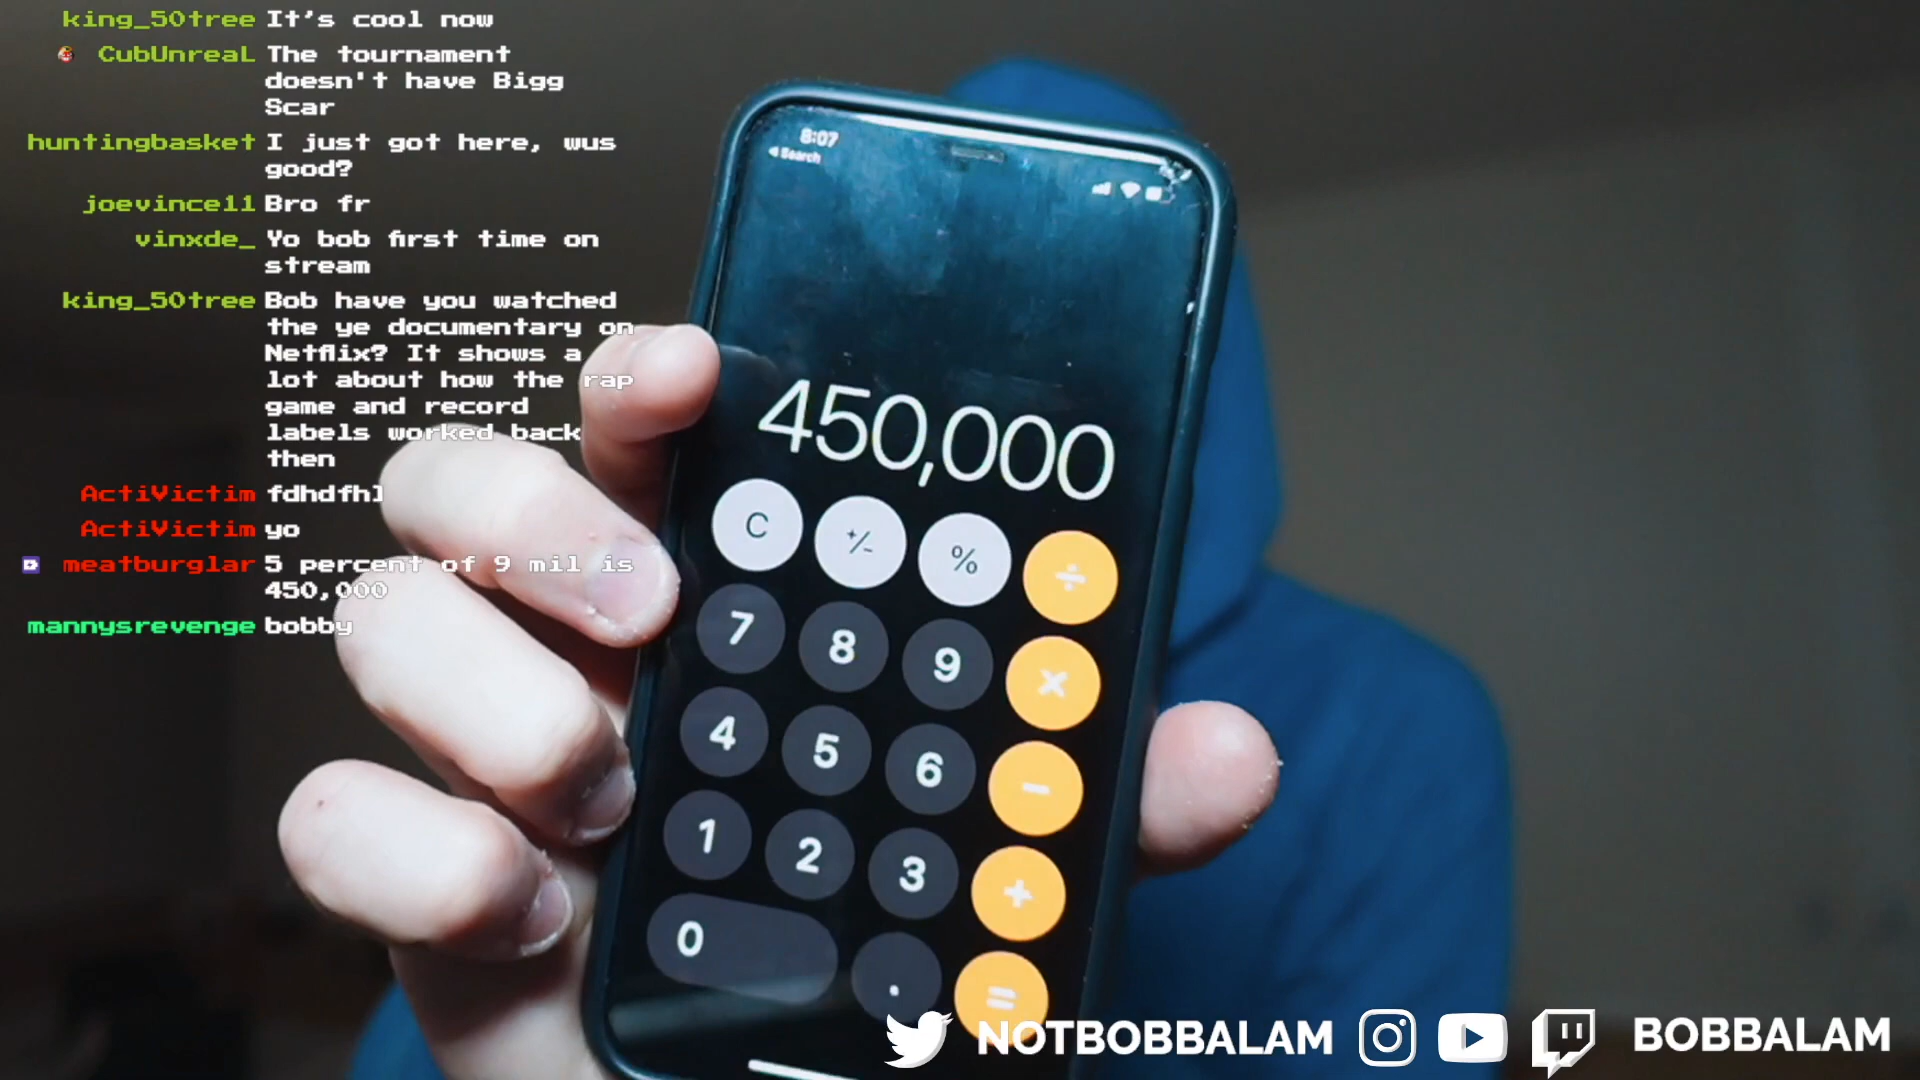 king_50tree It's cool now
CubUnreaL The tournament
doesn't have Bigg
Scar
huntingbasket I just got here, wus
good?
joevince11 Bro fr
vinxde_ Yo bob first time on
stream
king_50tree Bob have you watched
the ye documentary on
Netflix? It shows a
lot about how the rap
game and record
labels worked back
then
ActiVictim fdhdfhl
ActiVictim yo
meatburglar 5 percent of 9 mil is
450,000
mannysrevenge bobby
8:07
Search
450,000
C +/- % ÷
7 8 9 ×
4 5 6 −
1 2 3 +
0 . =
NOTBOBBALAM BOBBALAM